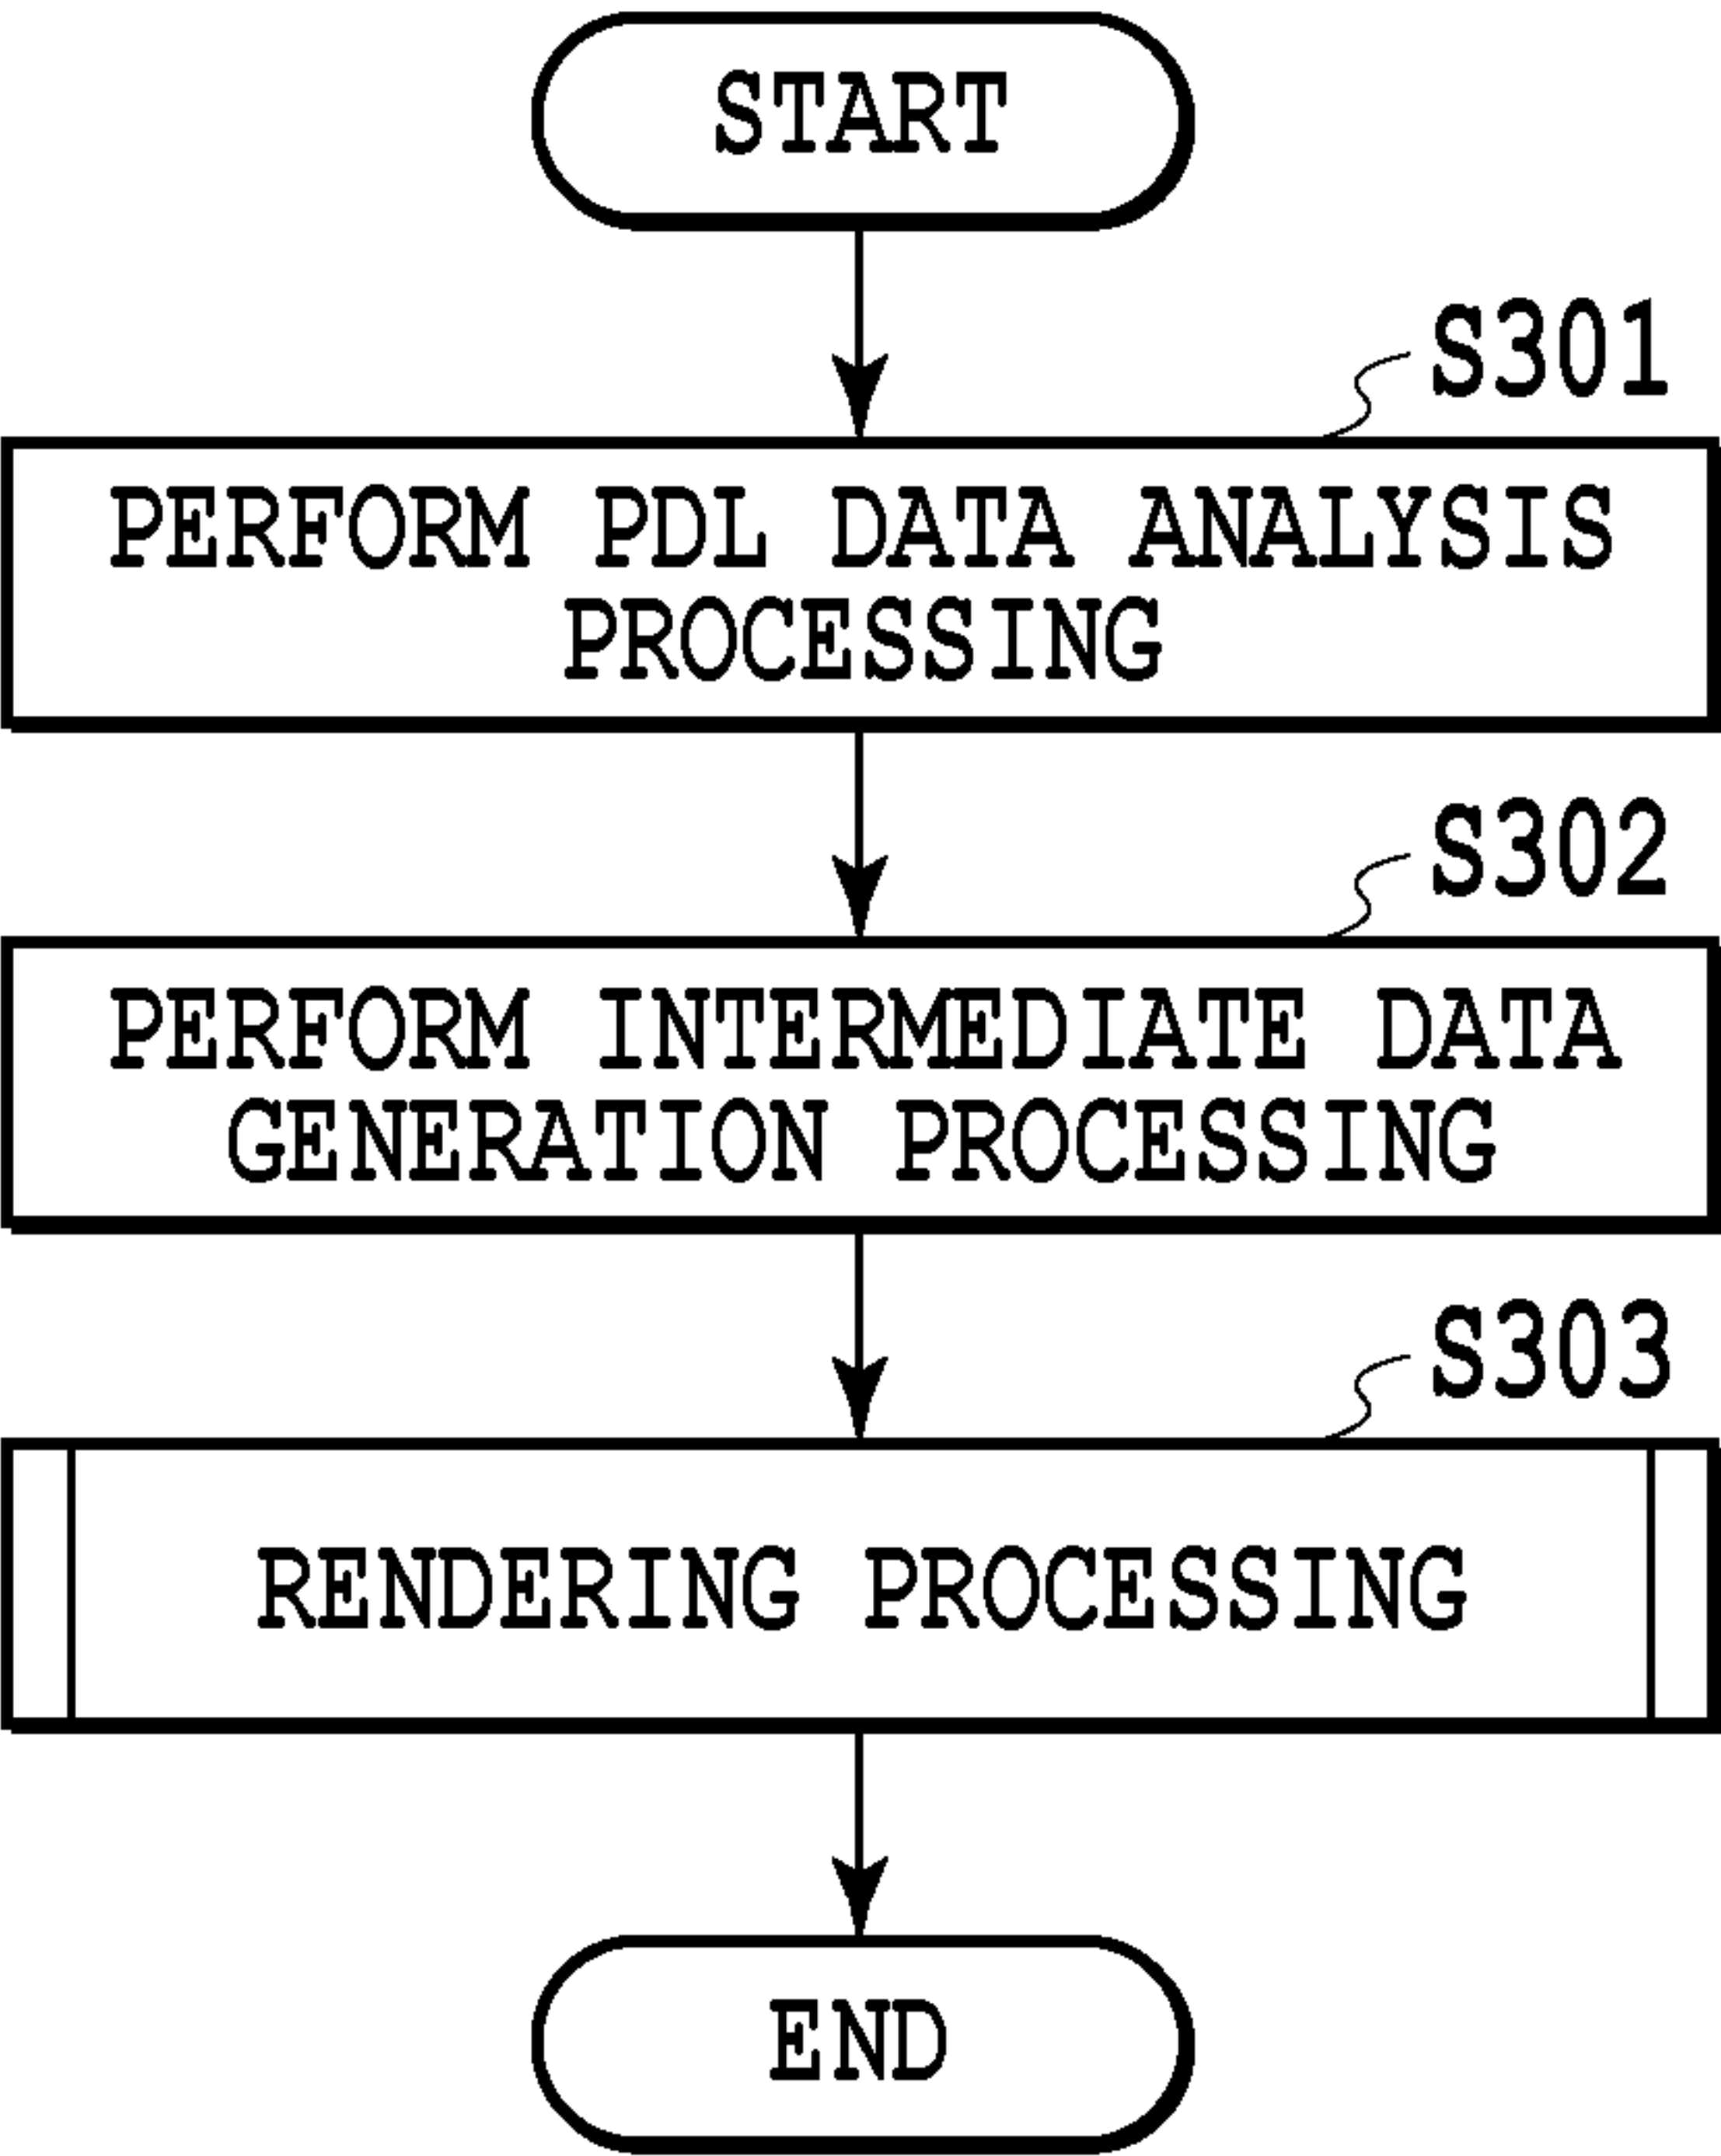 START
S301
PERFORM PDL DATA ANALYSIS
PROCESSING
S302
PERFORM INTERMEDIATE DATA
GENERATION PROCESSING
S303
RENDERING PROCESSING
END